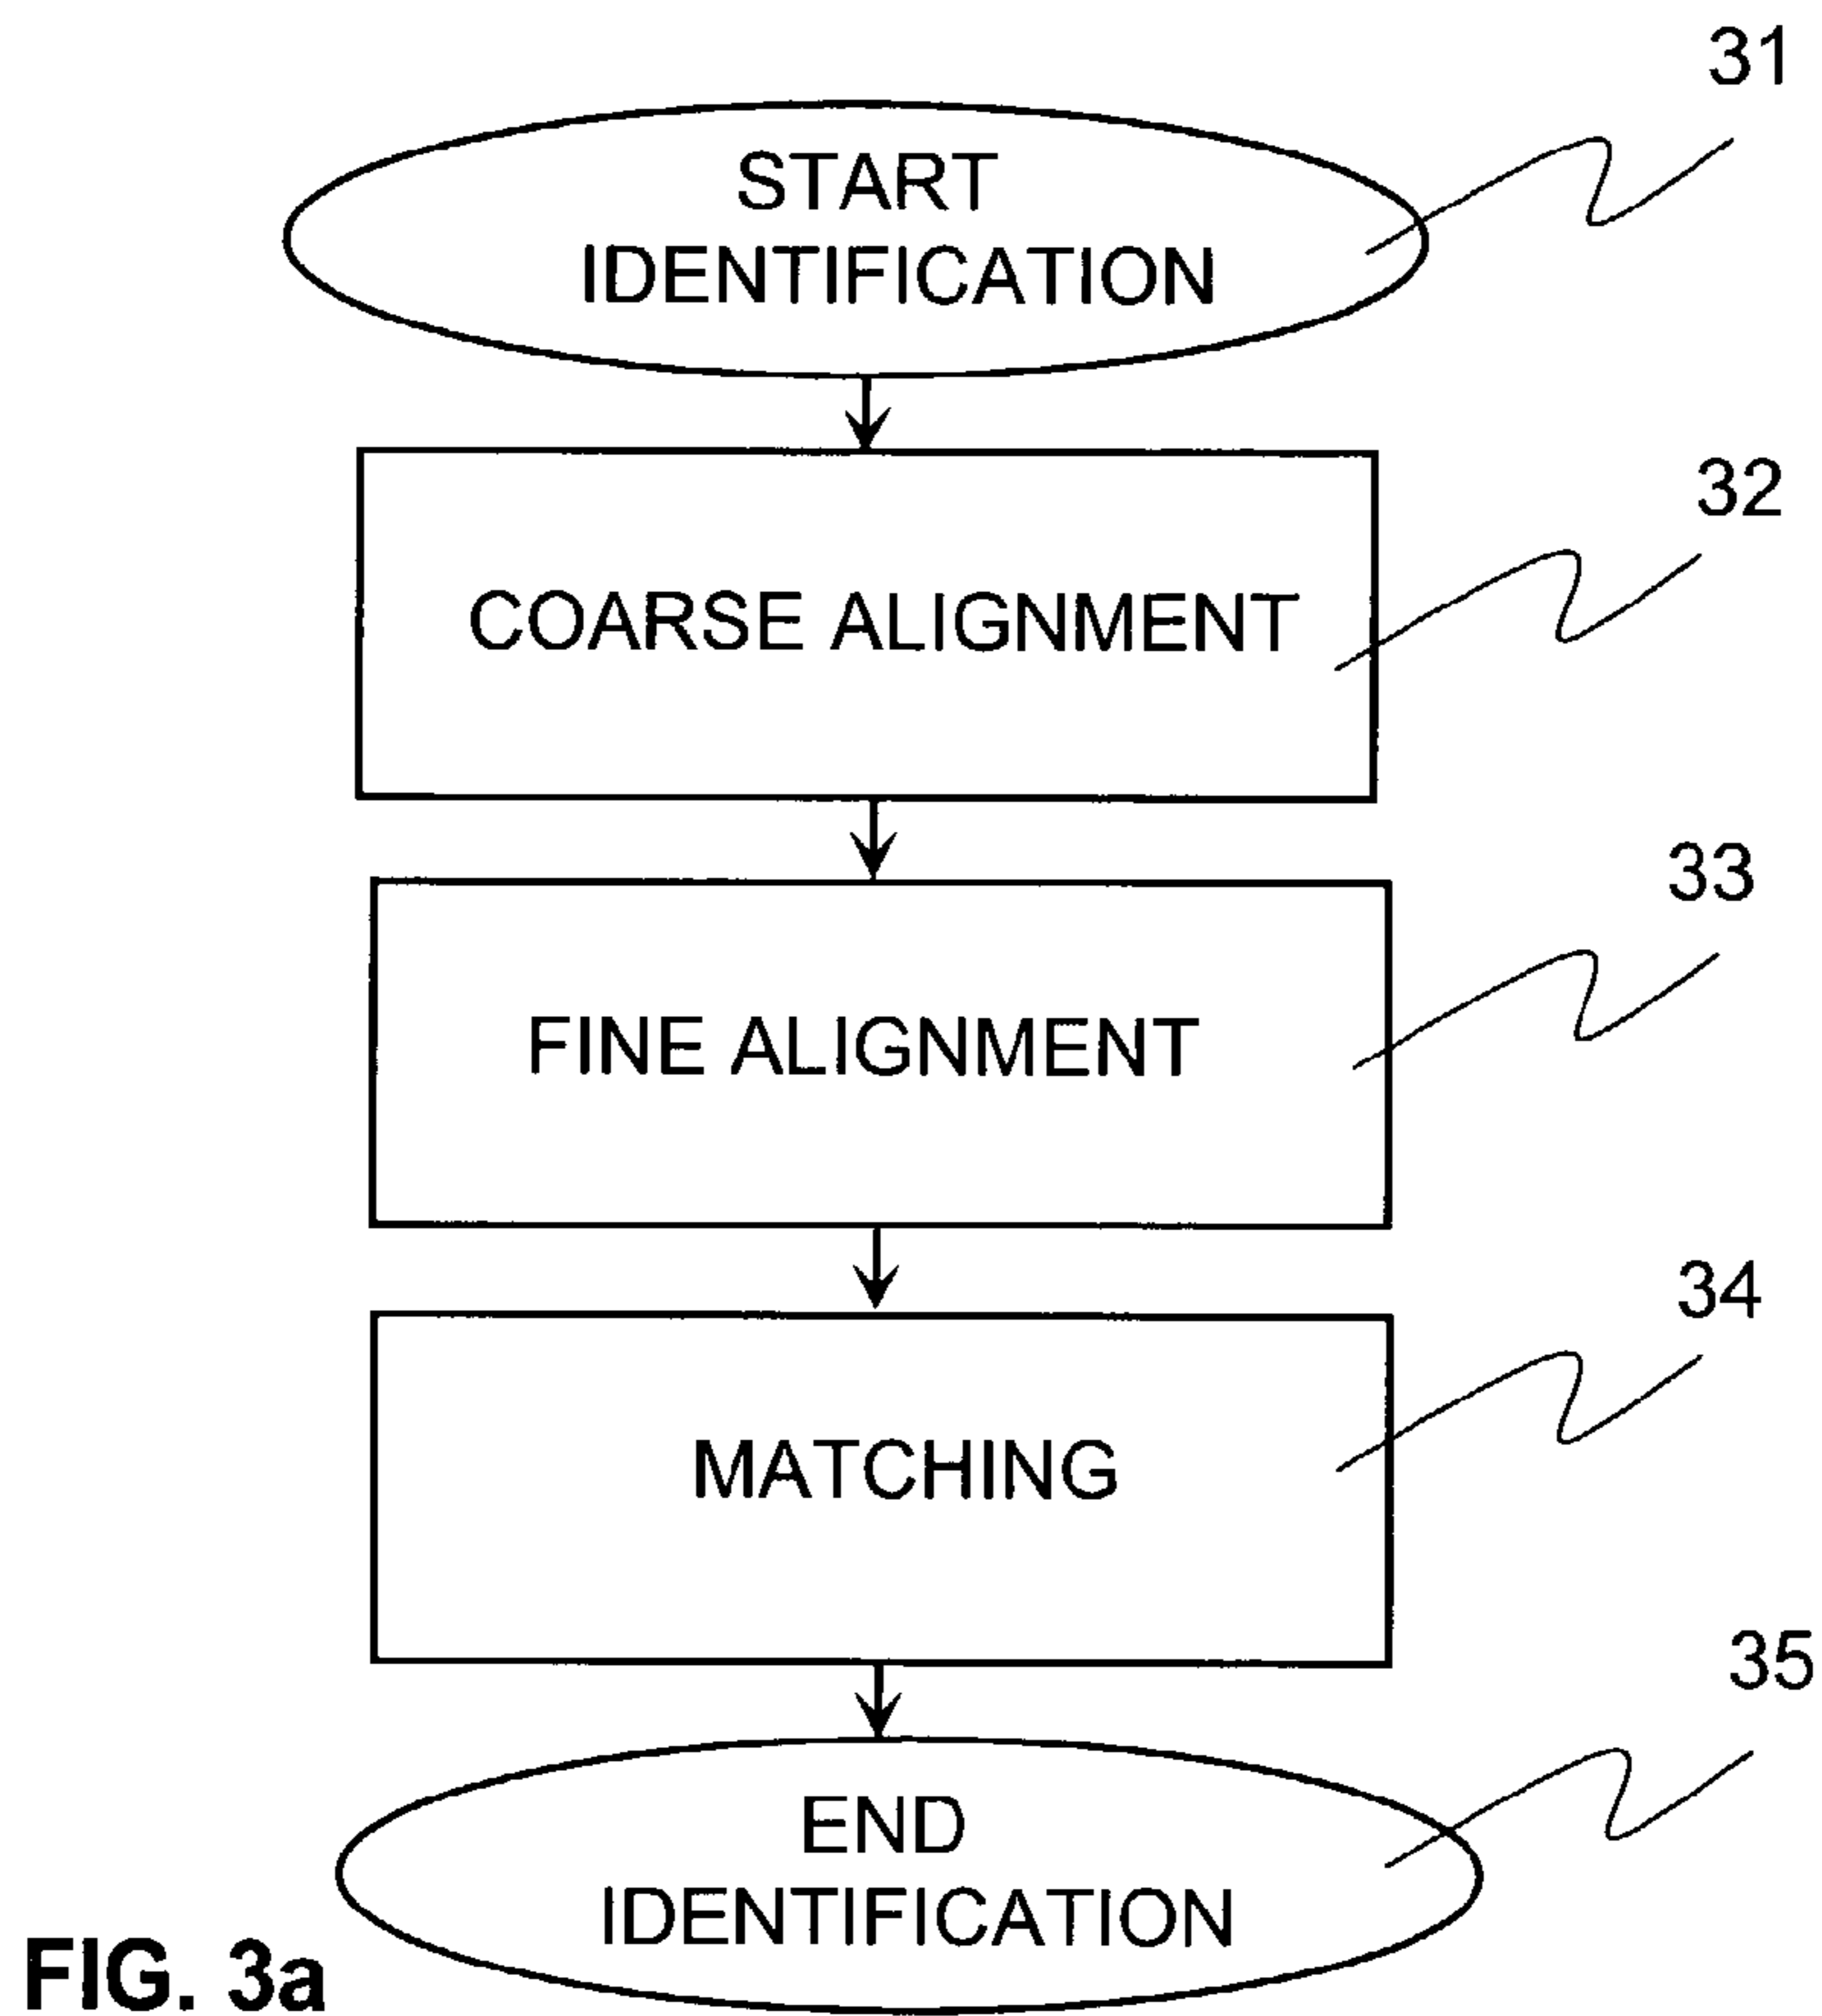 31
START
IDENTIFICATION
32
COARSE ALIGNMENT
33
FINE ALIGNMENT
34
MATCHING
35
END
IDENTIFICATION
FIG. 3a